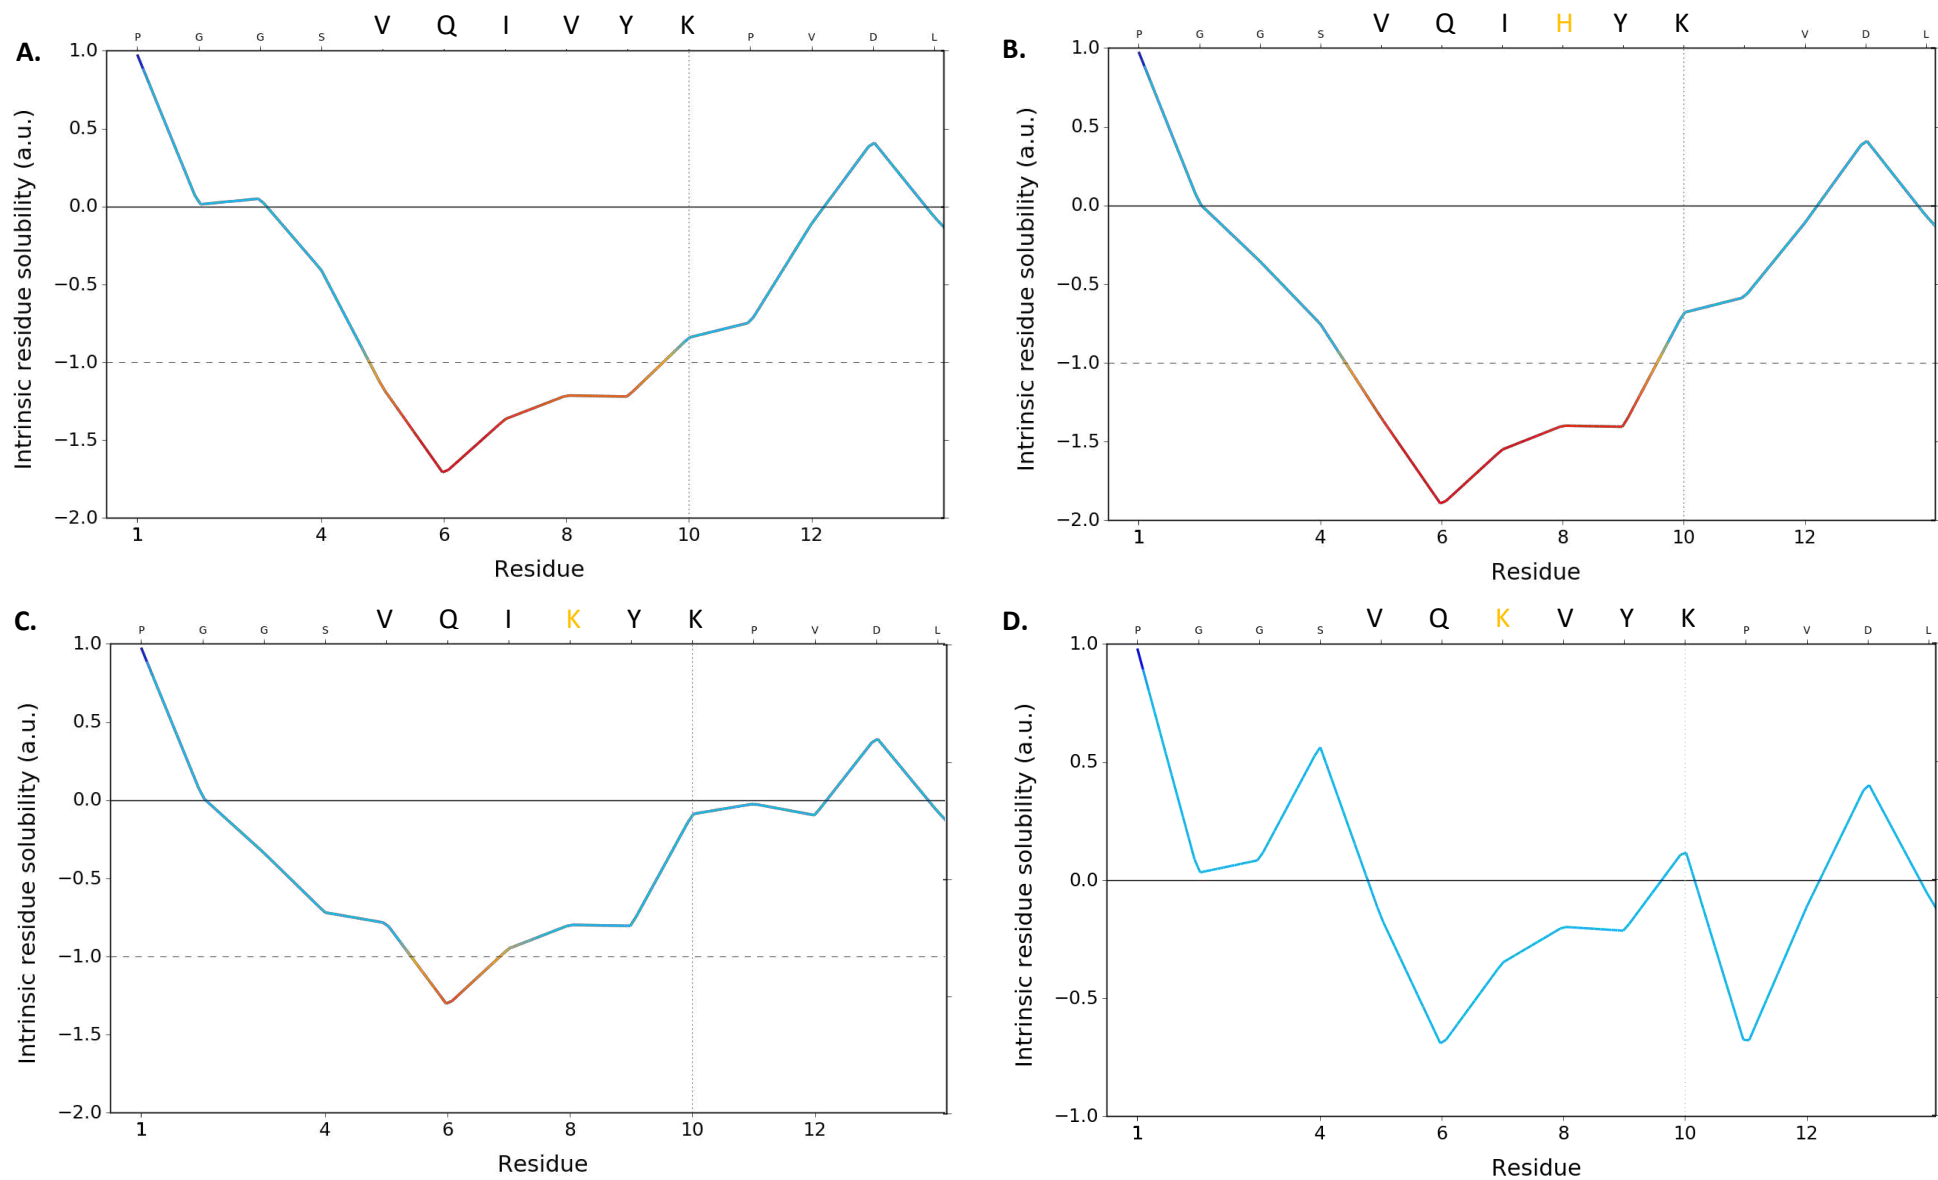 A.
V Q I V Y K
P G G S P V D L
1.0
0.5
0.0
−0.5
−1.0
−1.5
−2.0
Intrinsic residue solubility (a.u.)
1 4 6 8 10 12
Residue
B.
V Q I H Y K
P G G S V D L
1.0
0.5
0.0
−0.5
−1.0
−1.5
−2.0
Intrinsic residue solubility (a.u.)
1 4 6 8 10 12
Residue
C.
V Q I K Y K
P G G S P V D L
1.0
0.5
0.0
−0.5
−1.0
−1.5
−2.0
Intrinsic residue solubility (a.u.)
1 4 6 8 10 12
Residue
D.
V Q K V Y K
P G G S P V D L
1.0
0.5
0.0
−0.5
−1.0
Intrinsic residue solubility (a.u.)
1 4 6 8 10 12
Residue